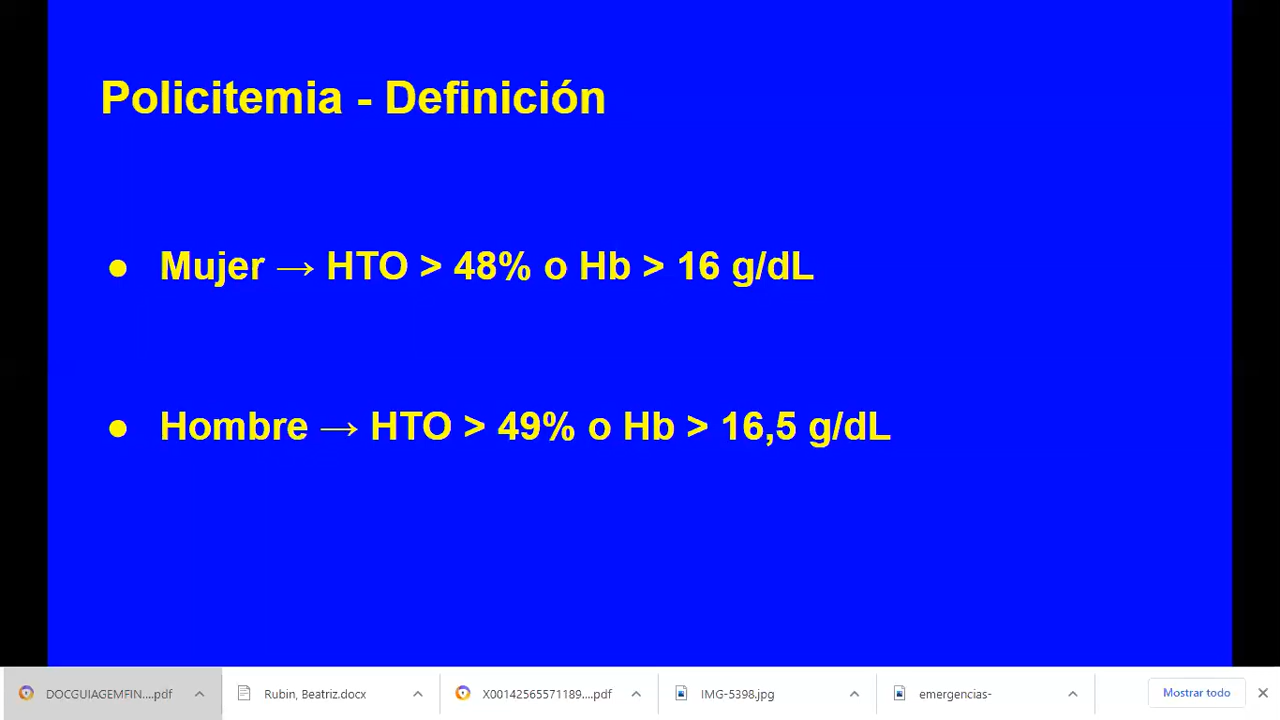 Policitemia - Definición
● Mujer → HTO > 48% o Hb > 16 g/dL
● Hombre → HTO > 49% o Hb > 16,5 g/dL
DOCGUIAGEMFIN....pdf
Rubin, Beatriz.docx
X00142565571189....pdf
IMG-5398.jpg
emergencias-
Mostrar todo